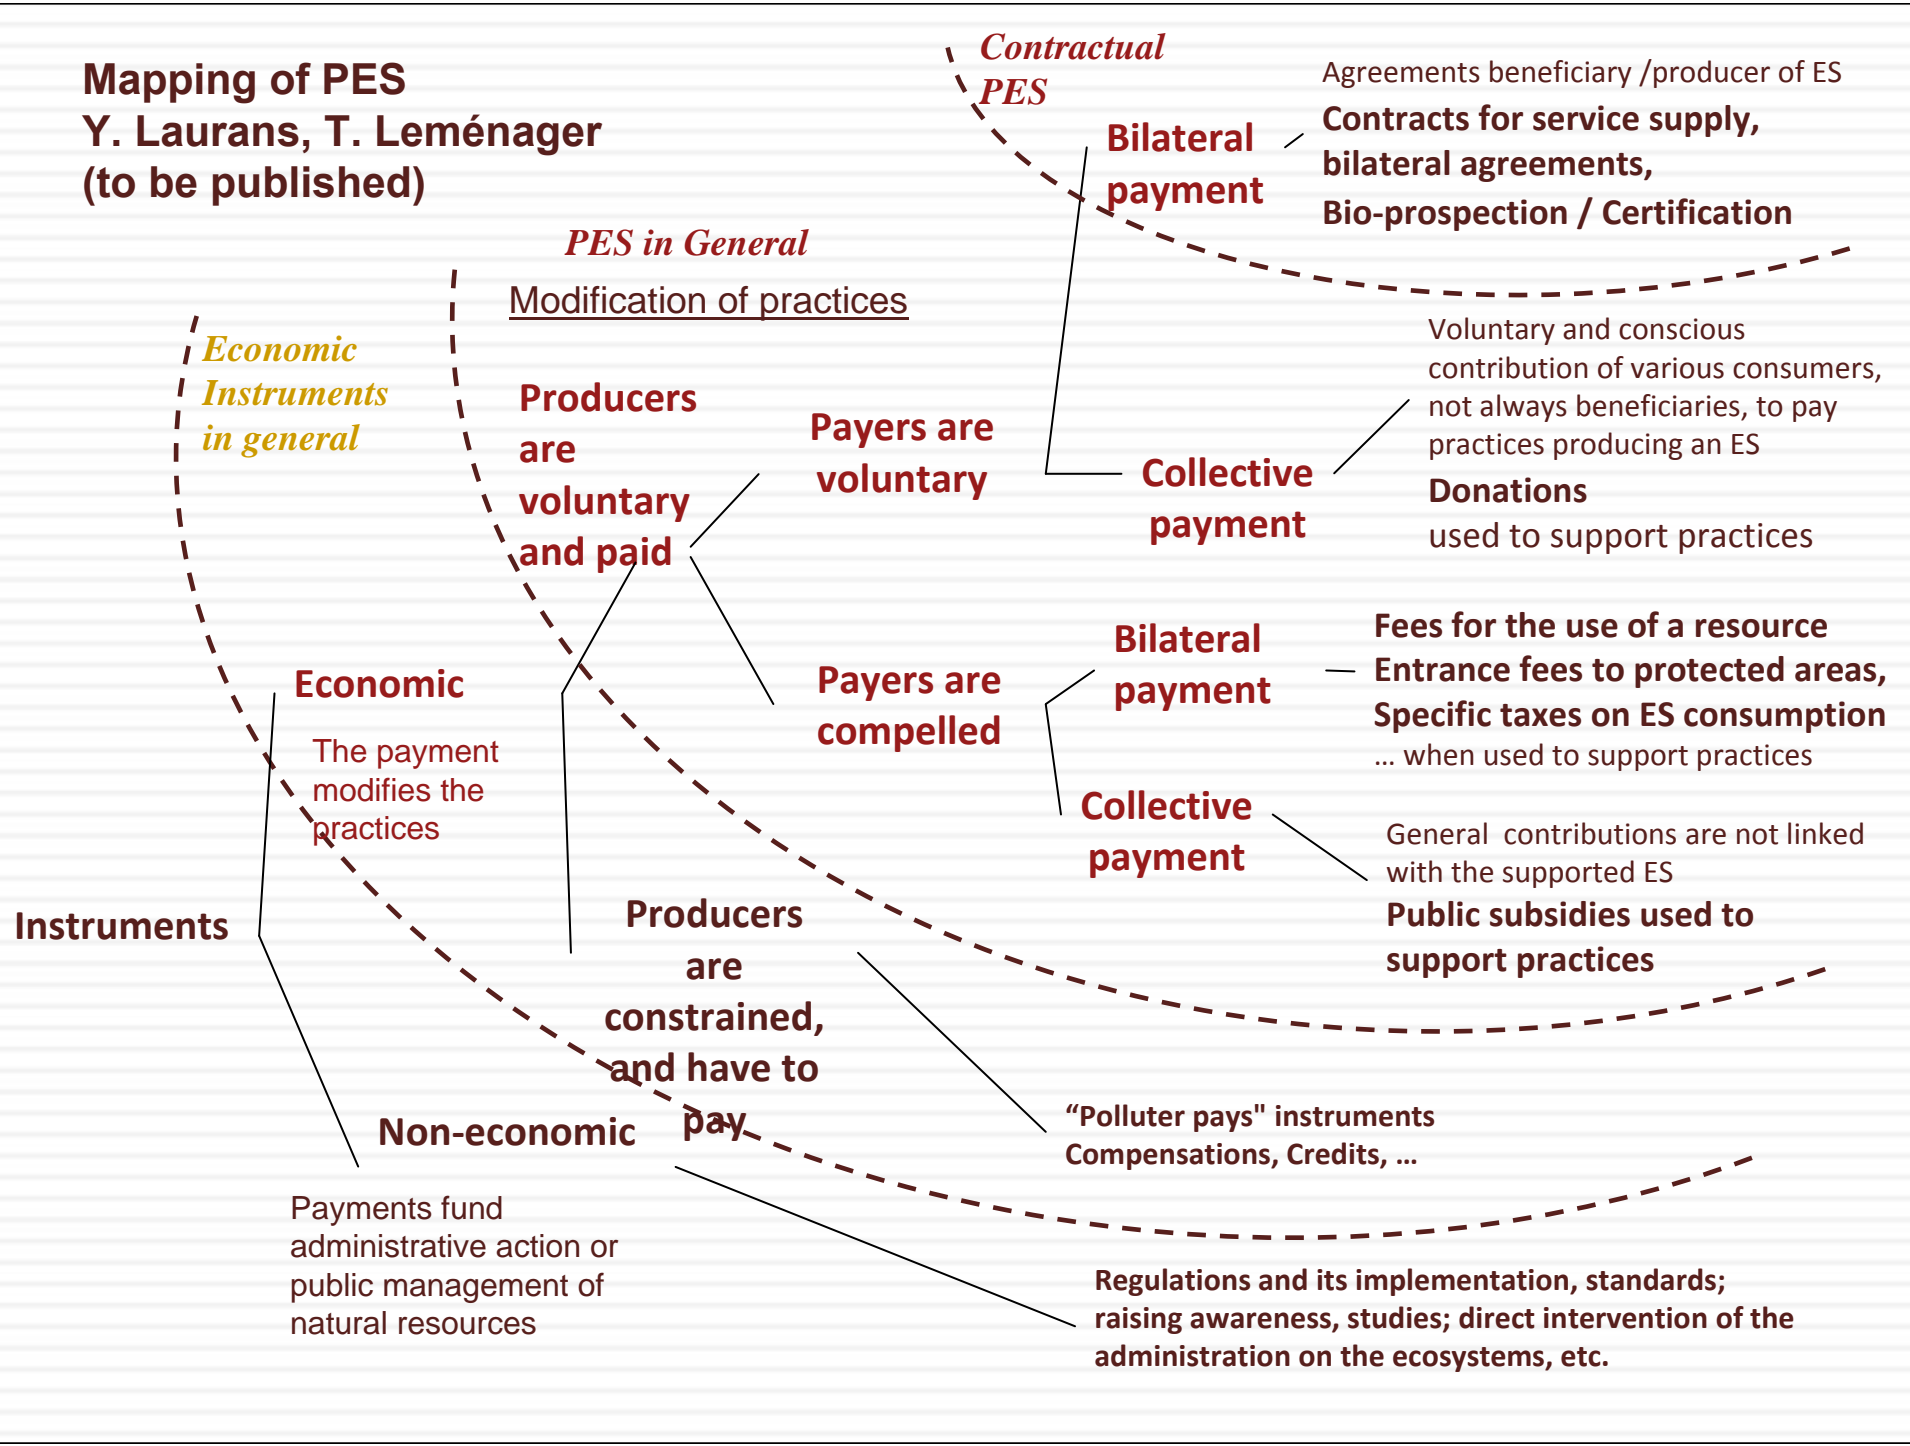 Mapping of PES
Y. Laurans, T. Leménager
(to be published)
Contractual
PES
Bilateral
payment
Agreements beneficiary /producer of ES
Contracts for service supply,
bilateral agreements,
Bio-prospection / Certification
PES in General
Modification of practices
Economic
Instruments
in general
Producers
are
voluntary
and paid
Payers are
voluntary
Collective
payment
Voluntary and conscious
contribution of various consumers,
not always beneficiaries, to pay
practices producing an ES
Donations
used to support practices
Economic
The payment
modifies the
practices
Payers are
compelled
Bilateral
payment
Fees for the use of a resource
Entrance fees to protected areas,
Specific taxes on ES consumption
... when used to support practices
Collective
payment
General  contributions are not linked
with the supported ES
Public subsidies used to
support practices
Instruments
Producers
are
constrained,
and have to
pay
“Polluter pays" instruments
Compensations, Credits, ...
Non-economic
Payments fund
administrative action or
public management of
natural resources
Regulations and its implementation, standards;
raising awareness, studies; direct intervention of the
administration on the ecosystems, etc.